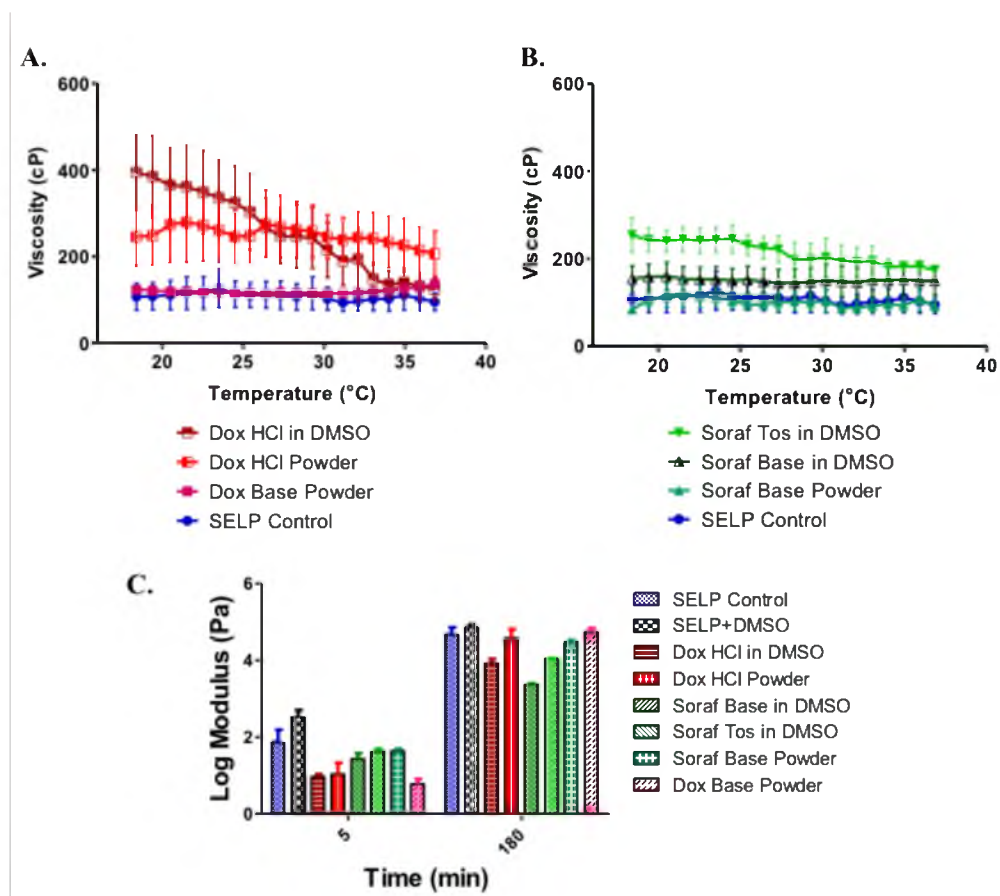 A.
600
400
200
0
Viscosity (cP)
20
25
30
35
40
Temperature (°C)
Dox HCl in DMSO
Dox HCl Powder
Dox Base Powder
SELP Control
B.
600
400
200
0
Viscosity (cP)
20
25
30
35
40
Temperature (°C)
Soraf Tos in DMSO
Soraf Base in DMSO
Soraf Base Powder
SELP Control
C.
6
4
2
0
Log Modulus (Pa)
5
180
Time (min)
SELP Control
SELP+DMSO
Dox HCl in DMSO
Dox HCl Powder
Soraf Base in DMSO
Soraf Tos in DMSO
Soraf Base Powder
Dox Base Powder